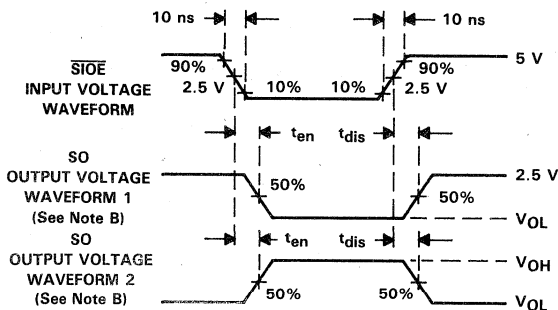 10 ns
10 ns
SIOE
INPUT VOLTAGE
WAVEFORM
90%
2.5 V
10%
10%
90%
2.5 V
5 V
ten
tdis
SO
OUTPUT VOLTAGE
WAVEFORM 1
(See Note B)
50%
50%
2.5 V
VOL
ten
tdis
SO
OUTPUT VOLTAGE
WAVEFORM 2
(See Note B)
50%
50%
VOH
VOL